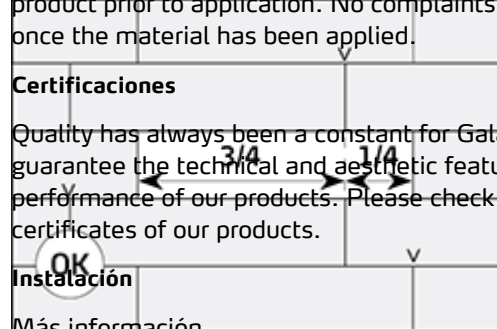 product prior to application. No complaints
once the material has been applied.
Certificaciones
Quality has always been a constant for Gal
guarantee the technical and aesthetic featu
3/4 1/4
performance of our products. Please check
certificates of our products.
OK
Instalación
Más información